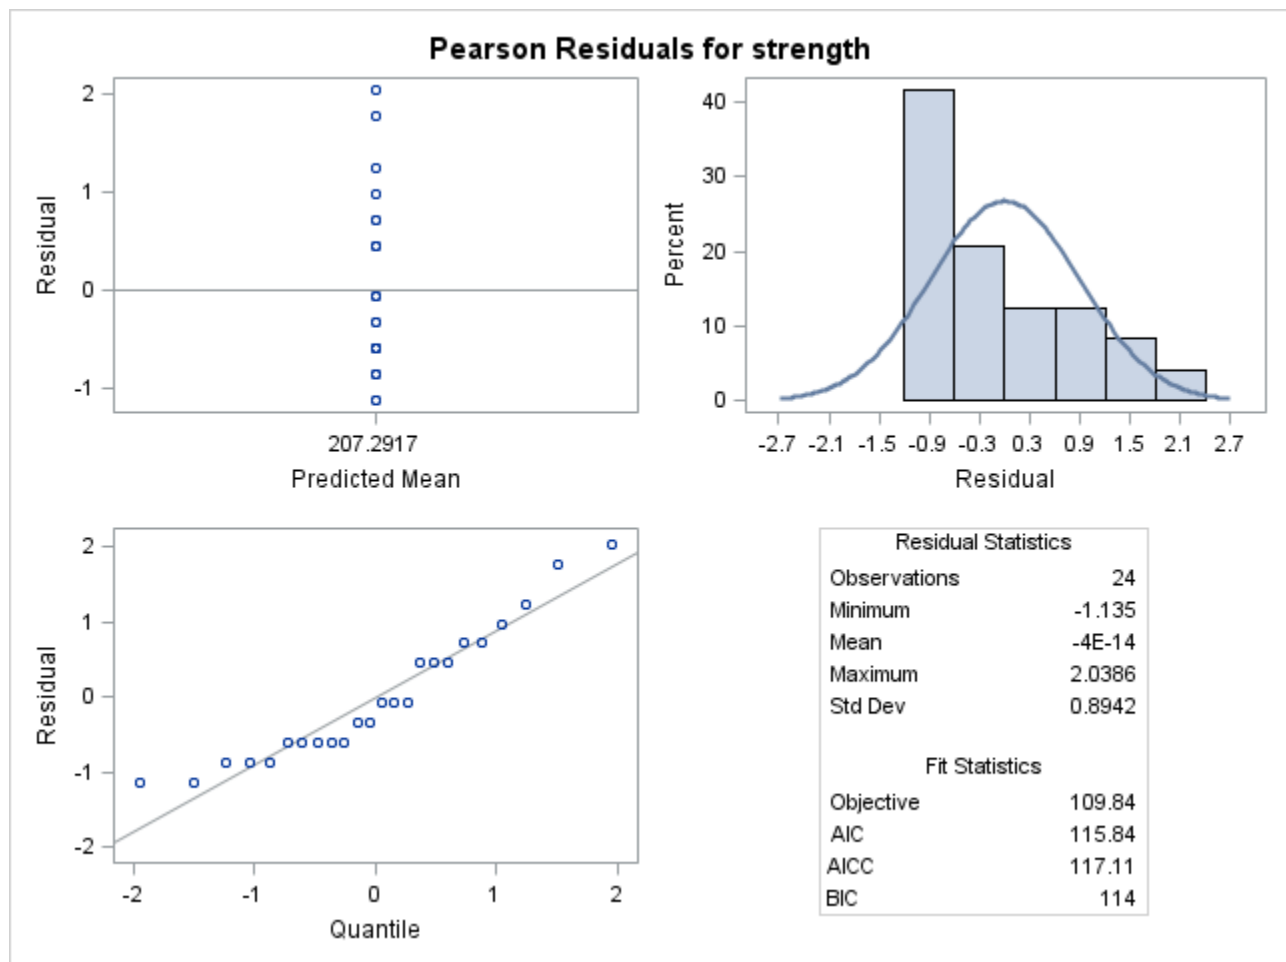 Pearson Residuals for strength
2
1
0
-1
Residual
207.2917
Predicted Mean
40
30
20
10
0
Percent
-2.7 -2.1 -1.5 -0.9 -0.3 0.3 0.9 1.5 2.1 2.7
Residual
2
1
0
-1
-2
Residual
-2 -1 0 1 2
Quantile
Residual Statistics
Observations 24
Minimum -1.135
Mean -4E-14
Maximum 2.0386
Std Dev 0.8942
Fit Statistics
Objective 109.84
AIC 115.84
AICC 117.11
BIC 114